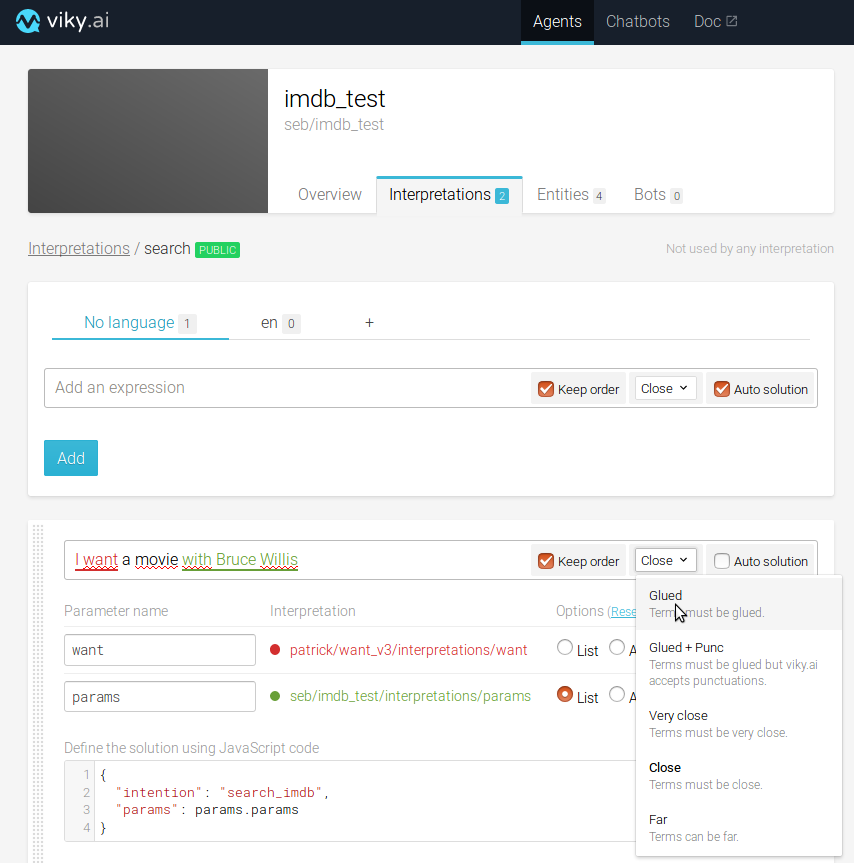 viky.ai
Agents Chatbots Doc
imdb_test
seb/imdb_test
Overview Interpretations 2 Entities 4 Bots 0
Interpretations / search PUBLIC Not used by any interpretation
No language 1 en 0 +
Add an expression Keep order Close Auto solution
Add
I want a movie with Bruce Willis Keep order Close Auto solution
Parameter name Interpretation Options (Rese
want patrick/want_v3/interpretations/want List A
params seb/imdb_test/interpretations/params List A
Define the solution using JavaScript code
1 {
2 "intention": "search_imdb",
3 "params": params.params
4 }
Glued
Terms must be glued.
Glued + Punc
Terms must be glued but viky.ai
accepts punctuations.
Very close
Terms must be very close.
Close
Terms must be close.
Far
Terms can be far.